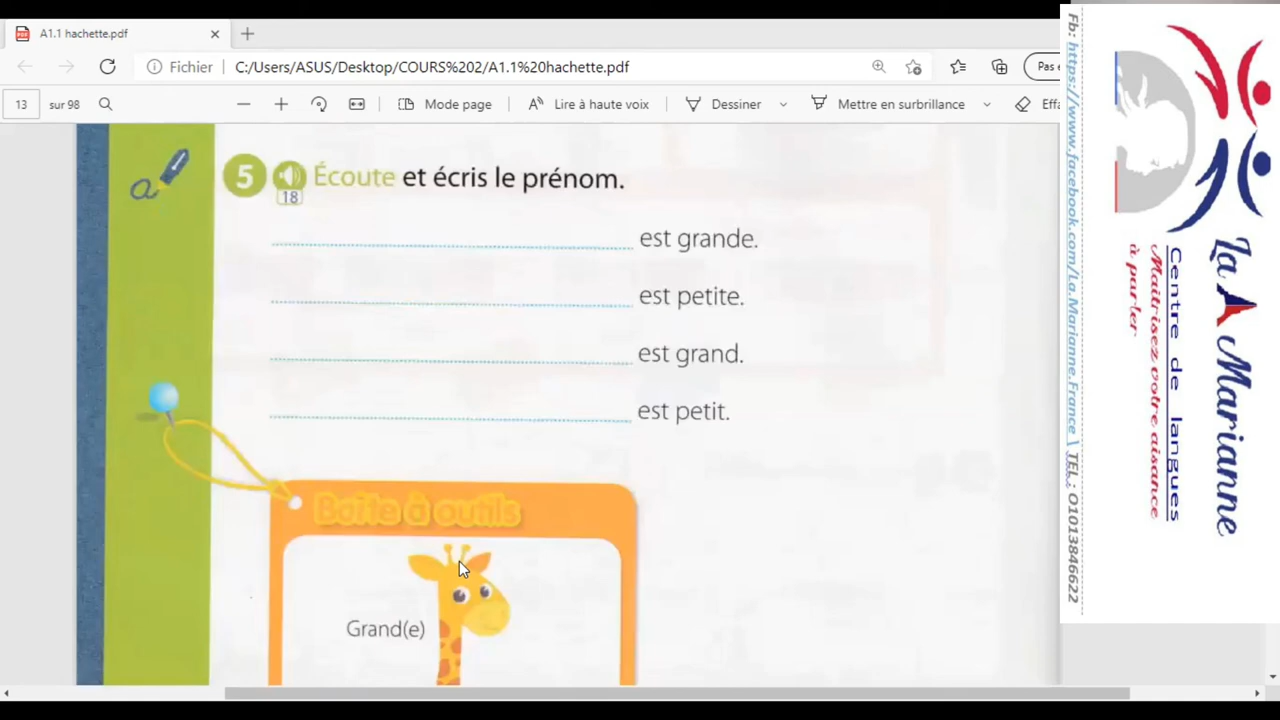 A1.1 hachette.pdf
Fichier
C:/Users/ASUS/Desktop/COURS%202/A1.1%20hachette.pdf
13 sur 98
Mode page
Lire à haute voix
Dessiner
Mettre en surbrillance
5 18 Écoute et écris le prénom.
est grande.
est petite.
est grand.
est petit.
Boîte à outils
Grand(e)
La Marianne
Centre de langues
Maîtrisez votre aisance
à parler
Fb: https://www.facebook.com/La.Marianne.France \ TEL.: 01013846622